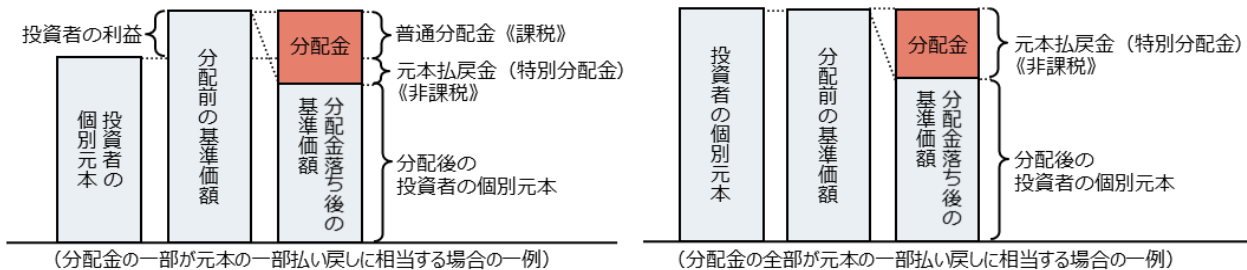 投資者の利益
投資者の
個別元本
分配前の基準価額
分配金
分配金落ち後の
基準価額
普通分配金《課税》
元本払戻金（特別分配金）
《非課税》
分配後の
投資者の個別元本
（分配金の一部が元本の一部払い戻しに相当する場合の一例）
投資者の個別元本
分配前の基準価額
分配金
分配金落ち後の
基準価額
元本払戻金（特別分配金）
《非課税》
分配後の
投資者の個別元本
（分配金の全部が元本の一部払い戻しに相当する場合の一例）